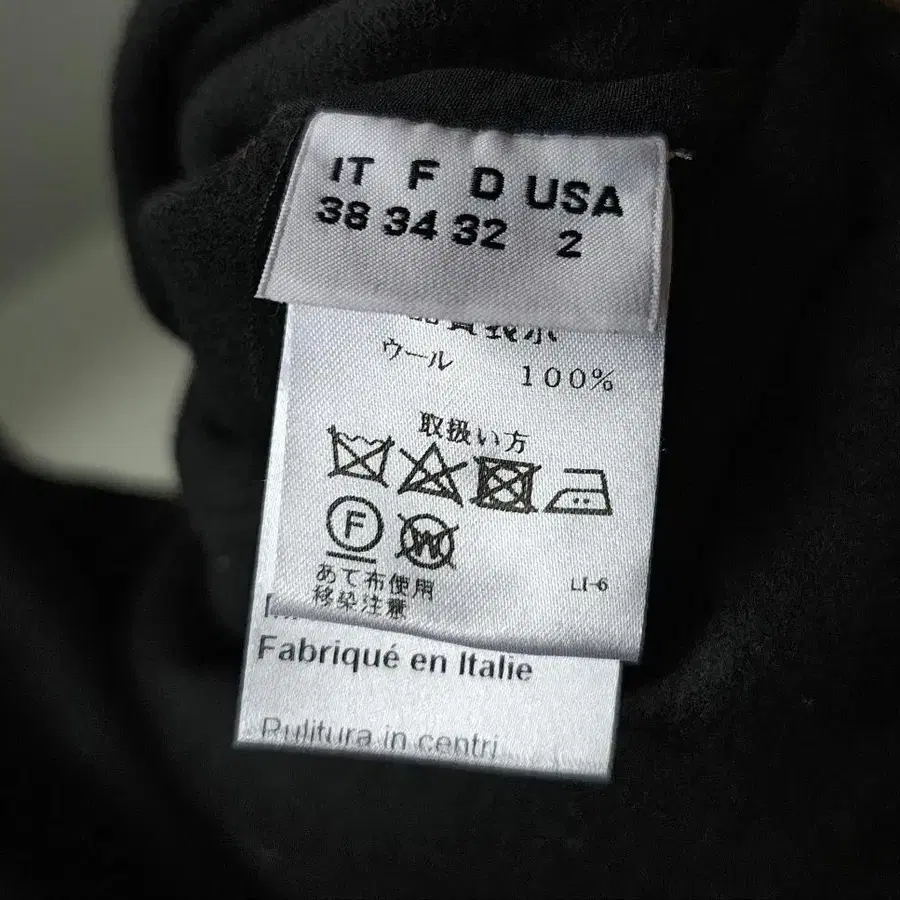 IT F D USA
38 34 32 2
ウール 100%
取扱い方
F
W
あて布使用
移染注意
LI-6
Fabriqué en Italie
Pulitura in centri